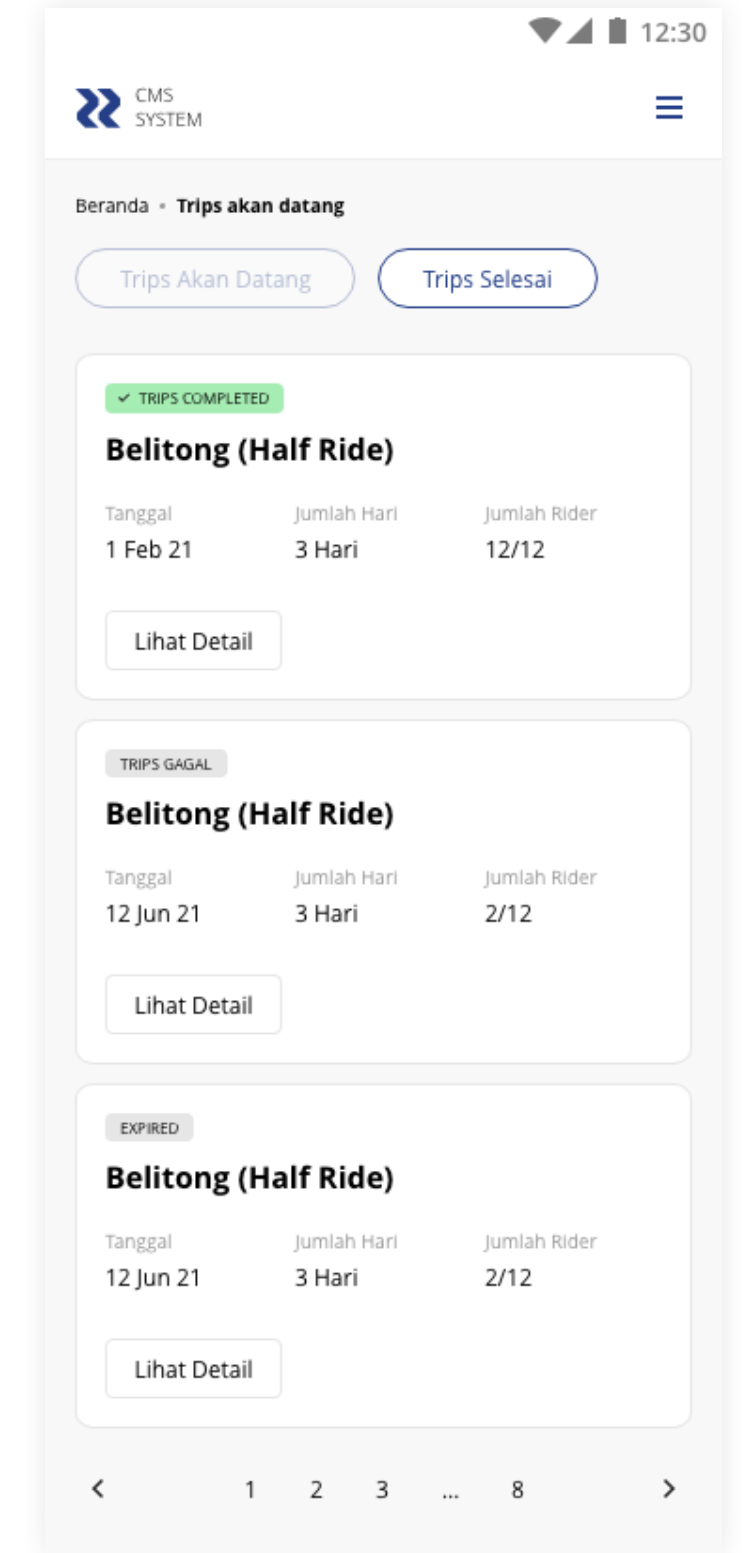 12:30
CMS
SYSTEM
Beranda • Trips akan datang
Trips Akan Datang Trips Selesai
✓ TRIPS COMPLETED
Belitong (Half Ride)
Tanggal Jumlah Hari Jumlah Rider
1 Feb 21 3 Hari 12/12
Lihat Detail
TRIPS GAGAL
Belitong (Half Ride)
Tanggal Jumlah Hari Jumlah Rider
12 Jun 21 3 Hari 2/12
Lihat Detail
EXPIRED
Belitong (Half Ride)
Tanggal Jumlah Hari Jumlah Rider
12 Jun 21 3 Hari 2/12
Lihat Detail
< 1 2 3 ... 8 >